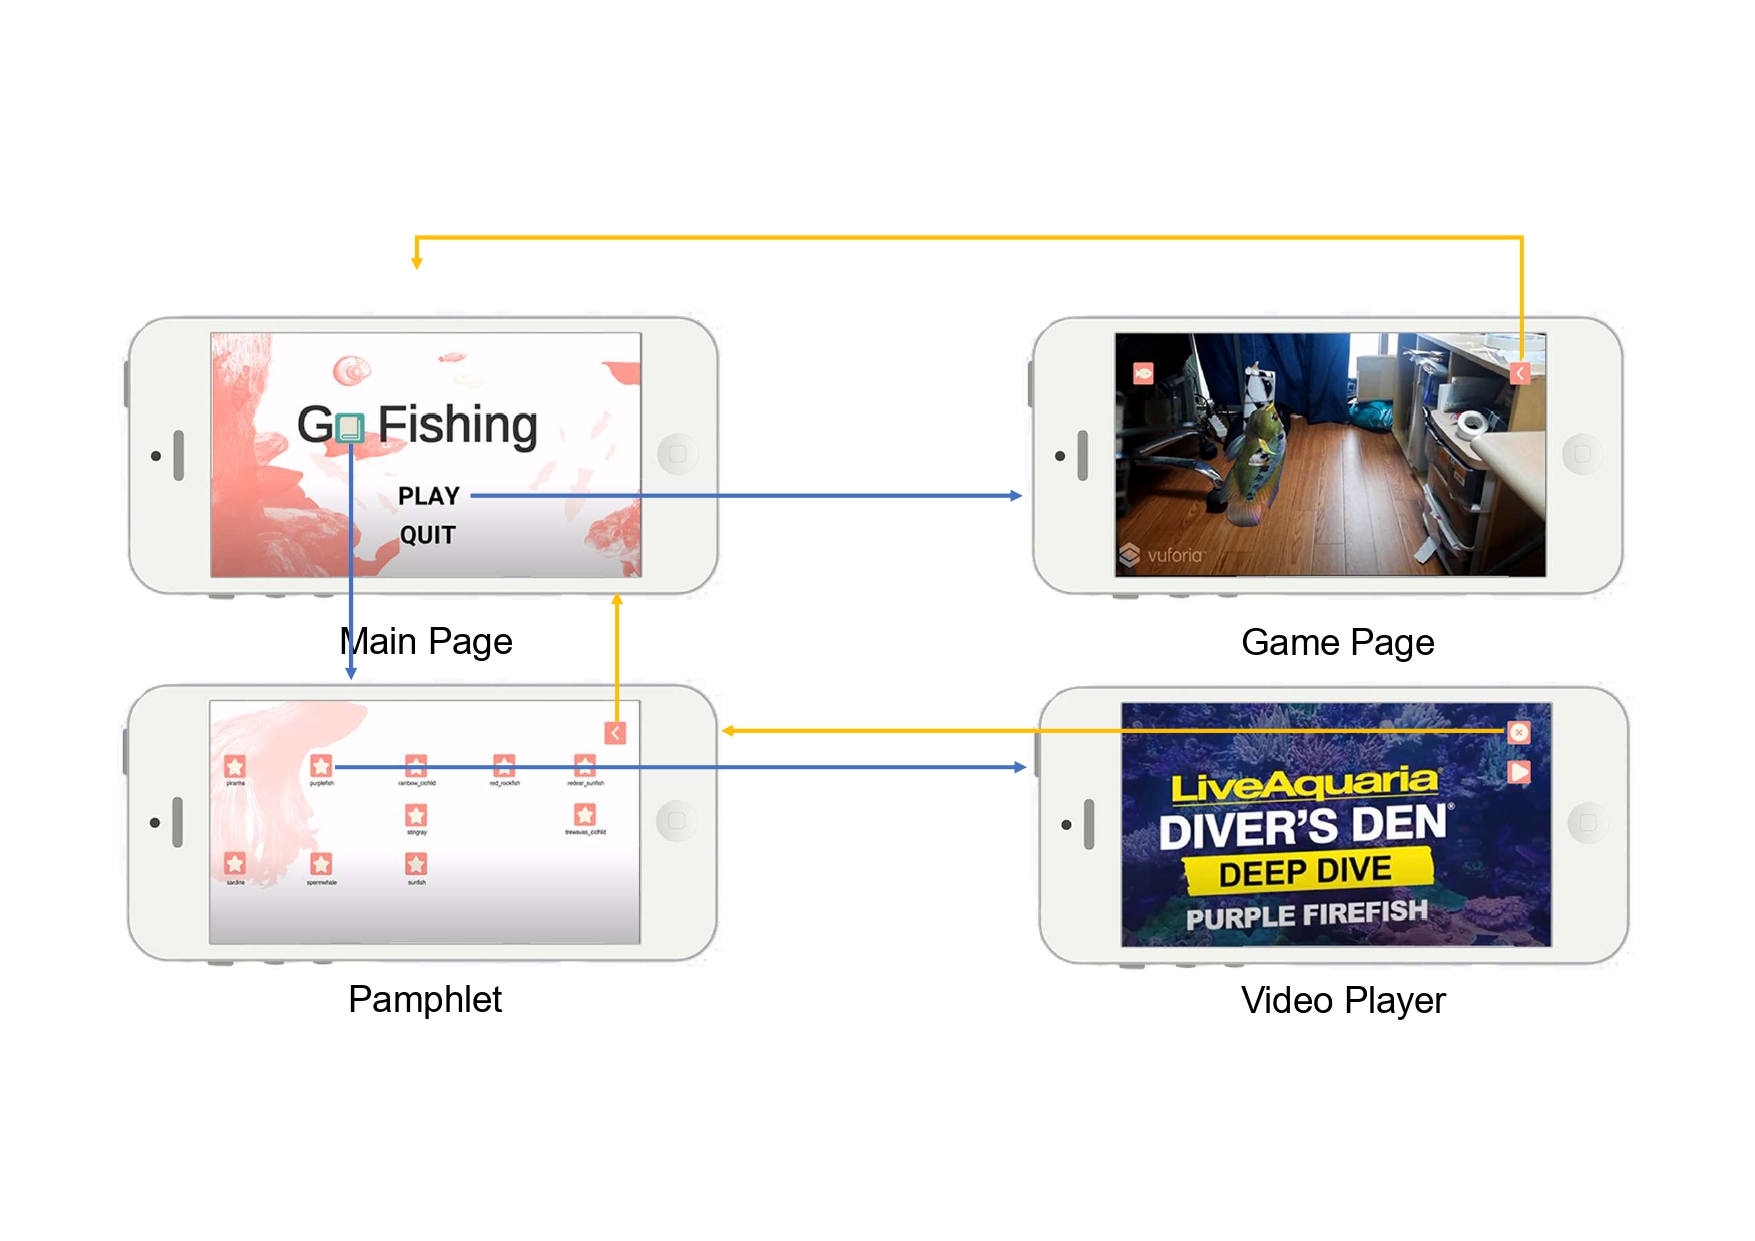 Go Fishing
PLAY
QUIT
vuforia™
Main Page
Game Page
piranha
purplefish
rainbow_cichlid
red_rockfish
redear_sunfish
stingray
trewavas_cichlid
sardine
spermwhale
sunfish
LiveAquaria
DIVER'S DEN®
DEEP DIVE
PURPLE FIREFISH
Pamphlet
Video Player